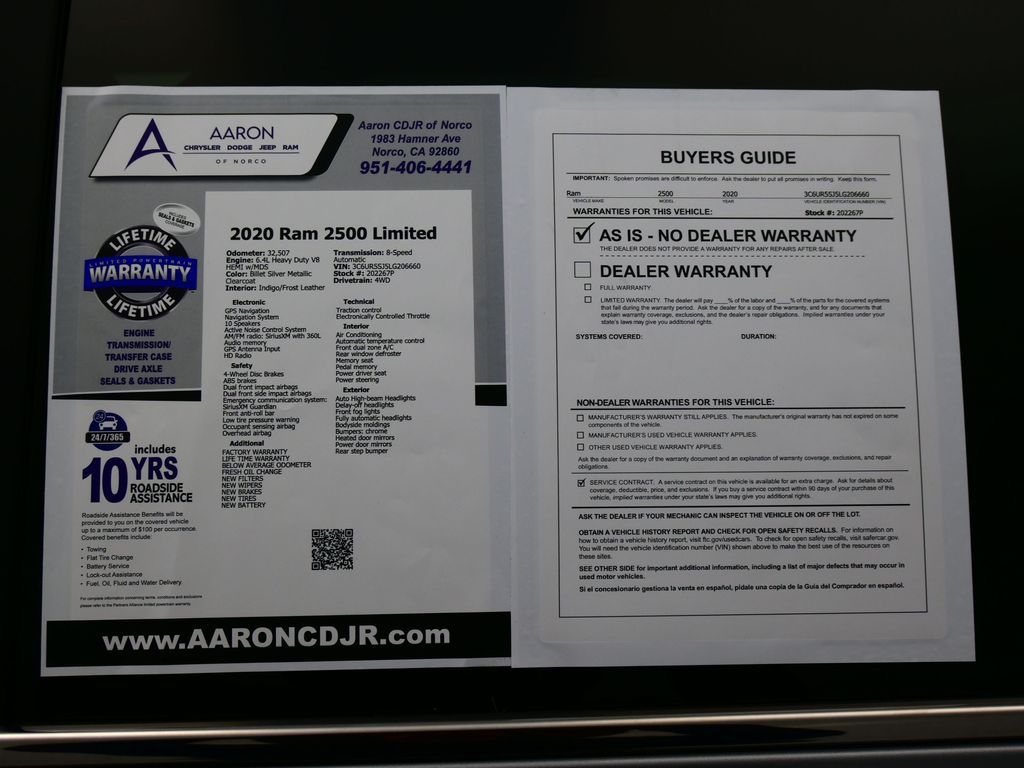 AARON
CHRYSLER DODGE JEEP RAM
OF NORCO
Aaron CDJR of Norco
1983 Hamner Ave
Norco, CA 92860
951-406-4441
INCLUDES
SEALS & GASKETS
COVERAGE
LIFETIME
LIMITED POWERTRAIN
WARRANTY
LIFETIME
ENGINE
TRANSMISSION/
TRANSFER CASE
DRIVE AXLE
SEALS & GASKETS
24
24/7/365
includes
10 YRS
ROADSIDE
ASSISTANCE
Roadside Assistance Benefits will be
provided to you on the covered vehicle
up to a maximum of $100 per occurrence.
Covered benefits include:
• Towing
• Flat Tire Change
• Battery Service
• Lock-out Assistance
• Fuel, Oil, Fluid and Water Delivery
For complete information concerning terms, conditions and exclusions
please refer to the Partners Alliance limited powertrain warranty.
2020 Ram 2500 Limited
Odometer: 32,507
Engine: 6.4L Heavy Duty V8
HEMI w/MDS
Color: Billet Silver Metallic
Clearcoat
Interior: Indigo/Frost Leather
Transmission: 8-Speed
Automatic
VIN: 3C6UR5SJ5LG206660
Stock #: 202267P
Drivetrain: 4WD
Electronic
GPS Navigation
Navigation System
10 Speakers
Active Noise Control System
AM/FM radio: SiriusXM with 360L
Audio memory
GPS Antenna Input
HD Radio
Safety
4-Wheel Disc Brakes
ABS brakes
Dual front impact airbags
Dual front side impact airbags
Emergency communication system:
SiriusXM Guardian
Front anti-roll bar
Low tire pressure warning
Occupant sensing airbag
Overhead airbag
Additional
FACTORY WARRANTY
LIFE TIME WARRANTY
BELOW AVERAGE ODOMETER
FRESH OIL CHANGE
NEW FILTERS
NEW WIPERS
NEW BRAKES
NEW TIRES
NEW BATTERY
Technical
Traction control
Electronically Controlled Throttle
Interior
Air Conditioning
Automatic temperature control
Front dual zone A/C
Rear window defroster
Memory seat
Pedal memory
Power driver seat
Power steering
Exterior
Auto High-beam Headlights
Delay-off headlights
Front fog lights
Fully automatic headlights
Bodyside moldings
Bumpers: chrome
Heated door mirrors
Power door mirrors
Rear step bumper
www.AARONCDJR.com
BUYERS GUIDE
IMPORTANT: Spoken promises are difficult to enforce. Ask the dealer to put all promises in writing. Keep this form.
Ram 2500 2020 3C6UR5SJ5LG206660
VEHICLE MAKE MODEL YEAR VEHICLE IDENTIFICATION NUMBER (VIN)
WARRANTIES FOR THIS VEHICLE: Stock #: 202267P
AS IS - NO DEALER WARRANTY
THE DEALER DOES NOT PROVIDE A WARRANTY FOR ANY REPAIRS AFTER SALE.
DEALER WARRANTY
FULL WARRANTY.
LIMITED WARRANTY. The dealer will pay ____% of the labor and ____% of the parts for the covered systems
that fail during the warranty period. Ask the dealer for a copy of the warranty, and for any documents that
explain warranty coverage, exclusions, and the dealer's repair obligations. Implied warranties under your
state's laws may give you additional rights.
SYSTEMS COVERED: DURATION:
NON-DEALER WARRANTIES FOR THIS VEHICLE:
MANUFACTURER'S WARRANTY STILL APPLIES. The manufacturer's original warranty has not expired on some
components of the vehicle.
MANUFACTURER'S USED VEHICLE WARRANTY APPLIES.
OTHER USED VEHICLE WARRANTY APPLIES.
Ask the dealer for a copy of the warranty document and an explanation of warranty coverage, exclusions, and repair
obligations.
SERVICE CONTRACT. A service contract on this vehicle is available for an extra charge. Ask for details about
coverage, deductible, price, and exclusions. If you buy a service contract within 90 days of your purchase of this
vehicle, implied warranties under your state's laws may give you additional rights.
ASK THE DEALER IF YOUR MECHANIC CAN INSPECT THE VEHICLE ON OR OFF THE LOT.
OBTAIN A VEHICLE HISTORY REPORT AND CHECK FOR OPEN SAFETY RECALLS. For information on
how to obtain a vehicle history report, visit ftc.gov/usedcars. To check for open safety recalls, visit safercar.gov.
You will need the vehicle identification number (VIN) shown above to make the best use of the resources on
these sites.
SEE OTHER SIDE for important additional information, including a list of major defects that may occur in
used motor vehicles.
Si el concesionario gestiona la venta en español, pídale una copia de la Guía del Comprador en español.